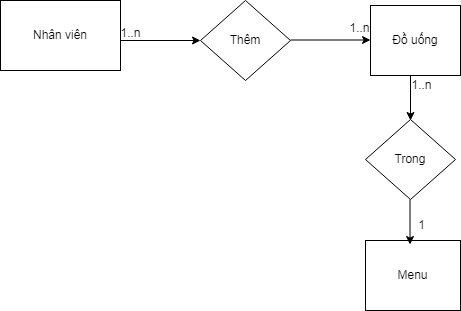 Nhân viên
1..n
Thêm
1..n
Đồ uống
1..n
Trong
1
Menu